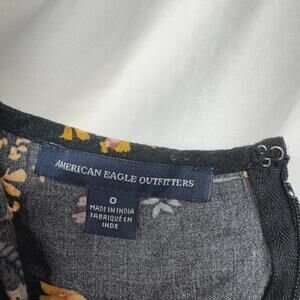 AMERICAN EAGLE OUTFITTERS
0
MADE IN INDIA
FABRIQUÉ EN
INDE